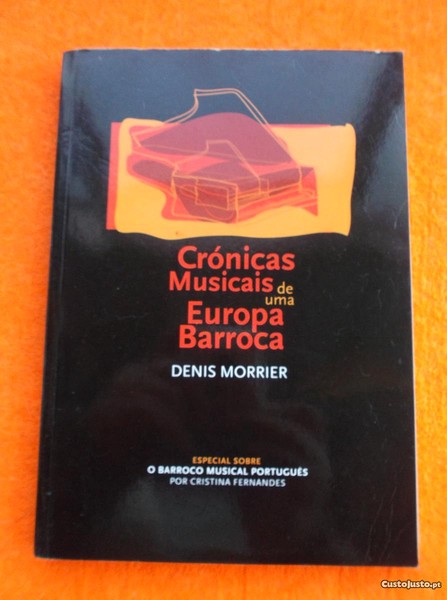 Crónicas
Musicais de
uma
Europa
Barroca
DENIS MORRIER
ESPECIAL SOBRE
O BARROCO MUSICAL PORTUGUÊS
POR CRISTINA FERNANDES
CustoJusto.pt